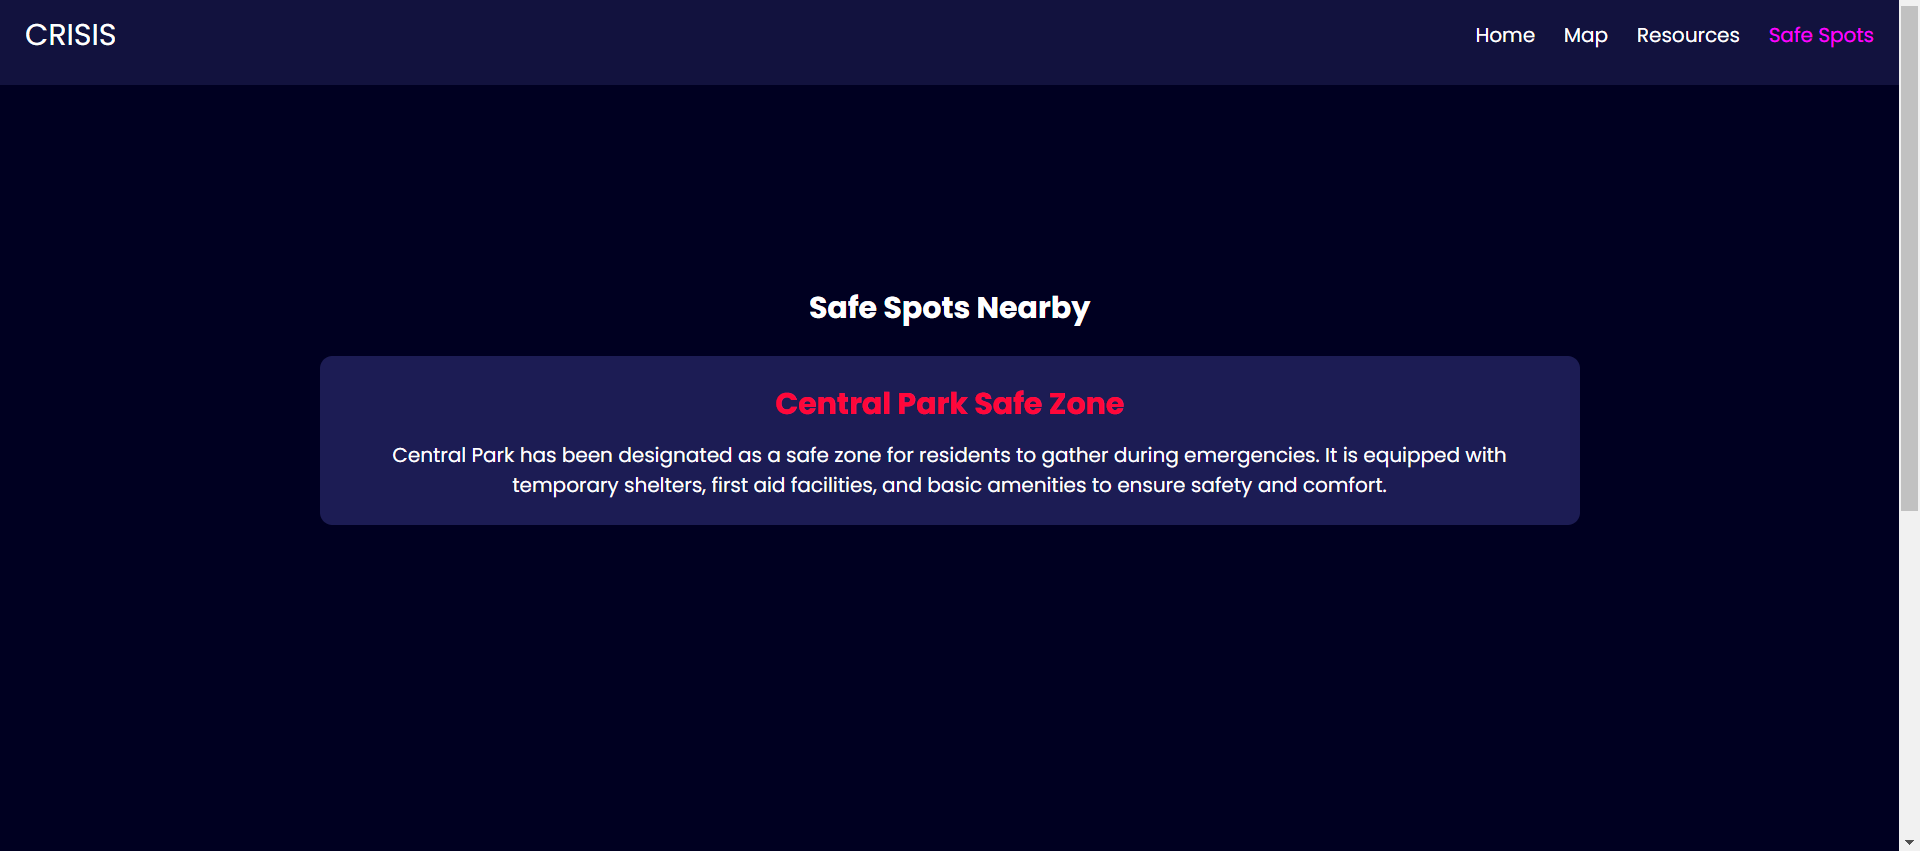 CRISIS
Home
Map
Resources
Safe Spots
Safe Spots Nearby
Central Park Safe Zone
Central Park has been designated as a safe zone for residents to gather during emergencies. It is equipped with
temporary shelters, first aid facilities, and basic amenities to ensure safety and comfort.